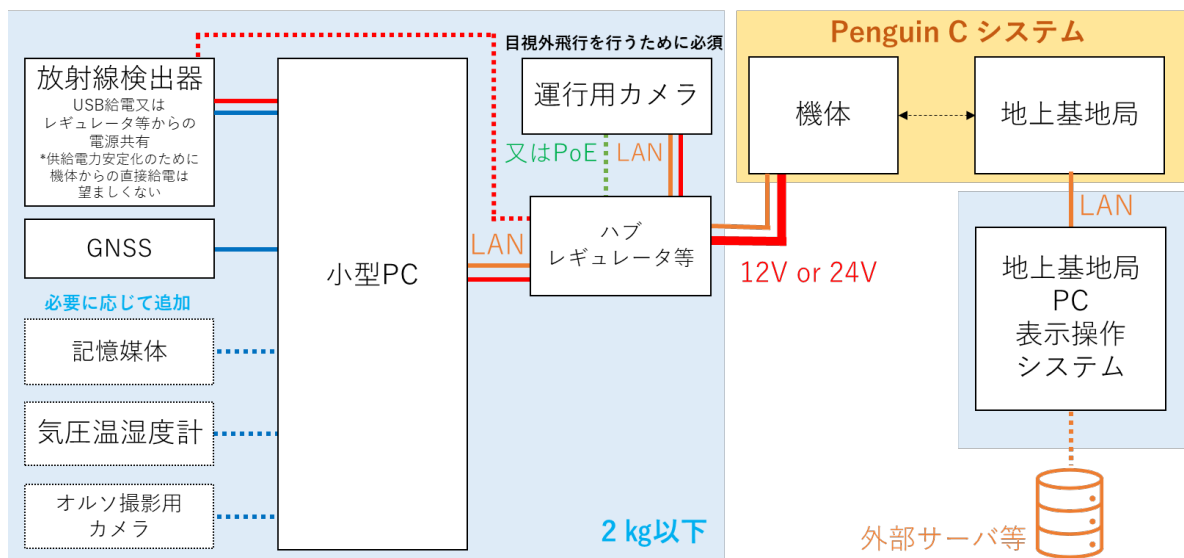 放射線検出器
USB給電又は
レギュレータ等からの
電源共有
*供給電力安定化のために
機体からの直接給電は
望ましくない
GNSS
必要に応じて追加
記憶媒体
気圧温湿度計
オルソ撮影用
カメラ
小型PC
目視外飛行を行うために必須
運行用カメラ
又はPoE
LAN
LAN
ハブ
レギュレータ等
2 kg以下
12V or 24V
Penguin C システム
機体
地上基地局
LAN
地上基地局
PC
表示操作
システム
外部サーバ等